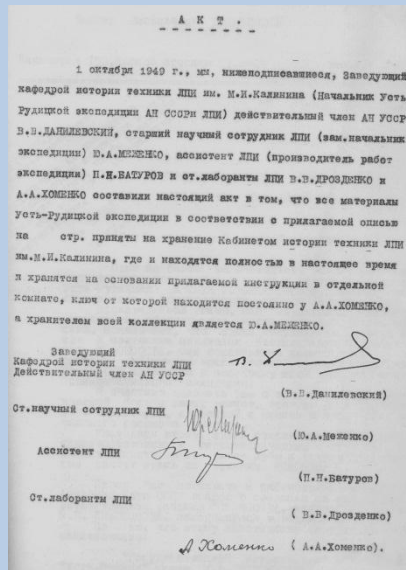 А К Т .
1 октября 1949 г., мы, нижеподписавшиеся, Заведующий
кафедрой истории техники ЛПИ им. М.И.Калинина (Начальник Усть-
Рудицкой экспедиции АН СССРи ЛПИ) действительный член АН УССР
В.В.ДАНИЛЕВСКИЙ, старший научный сотрудник ЛПИ (зам.начальник
экспедиции) Ю.А.МЕЖЕНКО, ассистент ЛПИ (производитель работ
экспедиции) П.Н.БАТУРОВ и ст.лаборанты ЛПИ В.В.ДРОЗДЕНКО и
А.А.ХОМЕНКО составили настоящий акт в том, что все материалы
Усть-Рудицкой экспедиции в соответствии с прилагаемой описью
на стр. приняты на хранение Кабинетом истории техники ЛПИ
им.М.И.Калинина, где и находятся полностью в настоящее время
и хранятся на основании прилагаемой инструкции в отдельной
комнате, ключ от которой находится постоянно у А.А.ХОМЕНКО,
а хранителем всей коллекции является Ю.А.МЕЖЕНКО.
Заведующий
Кафедрой истории техники ЛПИ
Действительный член АН УССР
(В.В.Данилевский)
Ст.научный сотрудник ЛПИ
(Ю.А.Меженко)
Ассистент ЛПИ
(П.Н.Батуров)
Ст.лаборанты ЛПИ
( В.В.Дрозденко)
А Хоменко ( А.А.Хоменко).